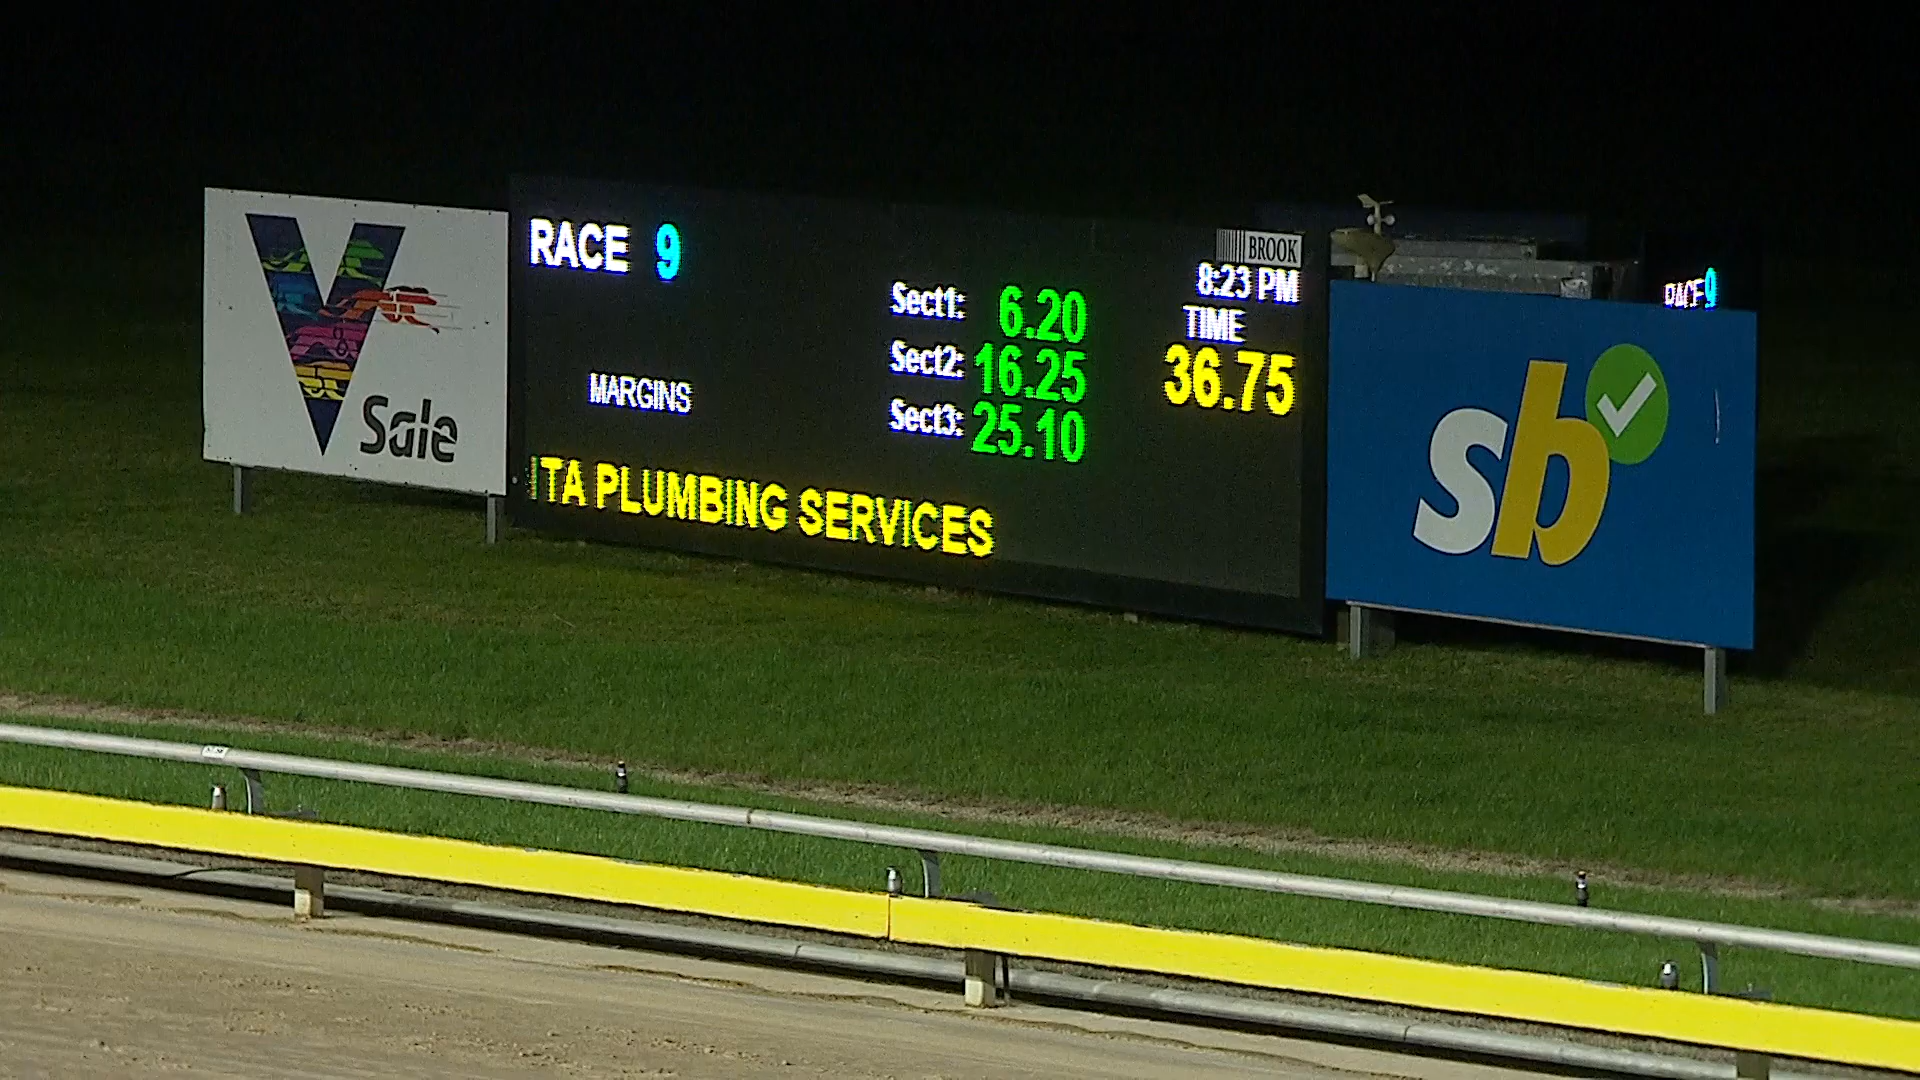 Sale
RACE 9
BROOK
8:23 PM
TIME
36.75
Sect1: 6.20
Sect2: 16.25
Sect3: 25.10
MARGINS
TA PLUMBING SERVICES
sb
RACE 9